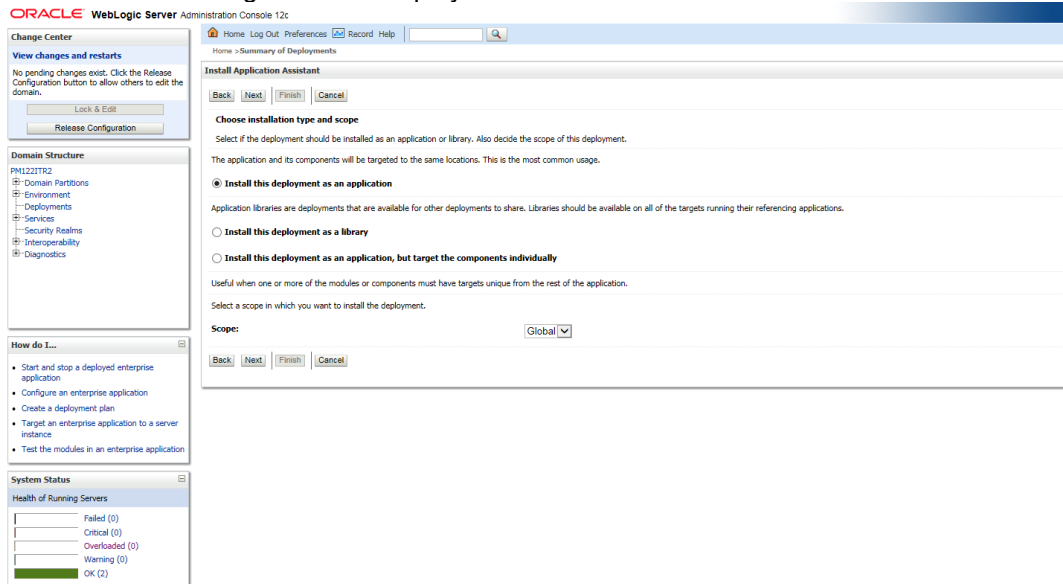 ORACLE WebLogic Server Administration Console 12c
Change Center
View changes and restarts
No pending changes exist. Click the Release
Configuration button to allow others to edit the
domain.
Lock & Edit
Release Configuration
Domain Structure
PM122ITR2
Domain Partitions
Environment
Deployments
Services
Security Realms
Interoperability
Diagnostics
How do I...
Start and stop a deployed enterprise
application
Configure an enterprise application
Create a deployment plan
Target an enterprise application to a server
instance
Test the modules in an enterprise application
System Status
Health of Running Servers
Failed (0)
Critical (0)
Overloaded (0)
Warning (0)
OK (2)
Home Log Out Preferences Record Help
Home >Summary of Deployments
Install Application Assistant
Back Next Finish Cancel
Choose installation type and scope
Select if the deployment should be installed as an application or library. Also decide the scope of this deployment.
The application and its components will be targeted to the same locations. This is the most common usage.
Install this deployment as an application
Application libraries are deployments that are available for other deployments to share. Libraries should be available on all of the targets running their referencing applications.
Install this deployment as a library
Install this deployment as an application, but target the components individually
Useful when one or more of the modules or components must have targets unique from the rest of the application.
Select a scope in which you want to install the deployment.
Scope: Global
Back Next Finish Cancel